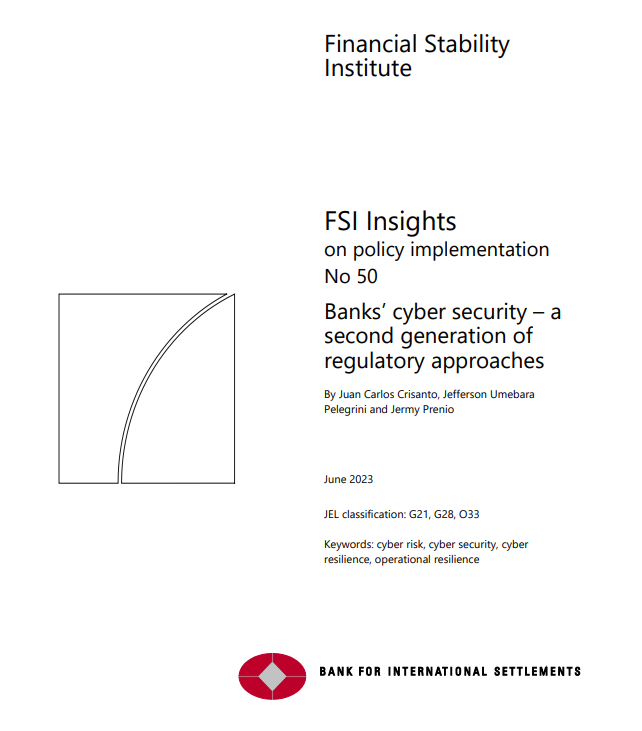 Financial Stability
Institute
FSI Insights
on policy implementation
No 50
Banks’ cyber security – a
second generation of
regulatory approaches
By Juan Carlos Crisanto, Jefferson Umebara
Pelegrini and Jermy Prenio
June 2023
JEL classification: G21, G28, O33
Keywords: cyber risk, cyber security, cyber
resilience, operational resilience
BANK FOR INTERNATIONAL SETTLEMENTS